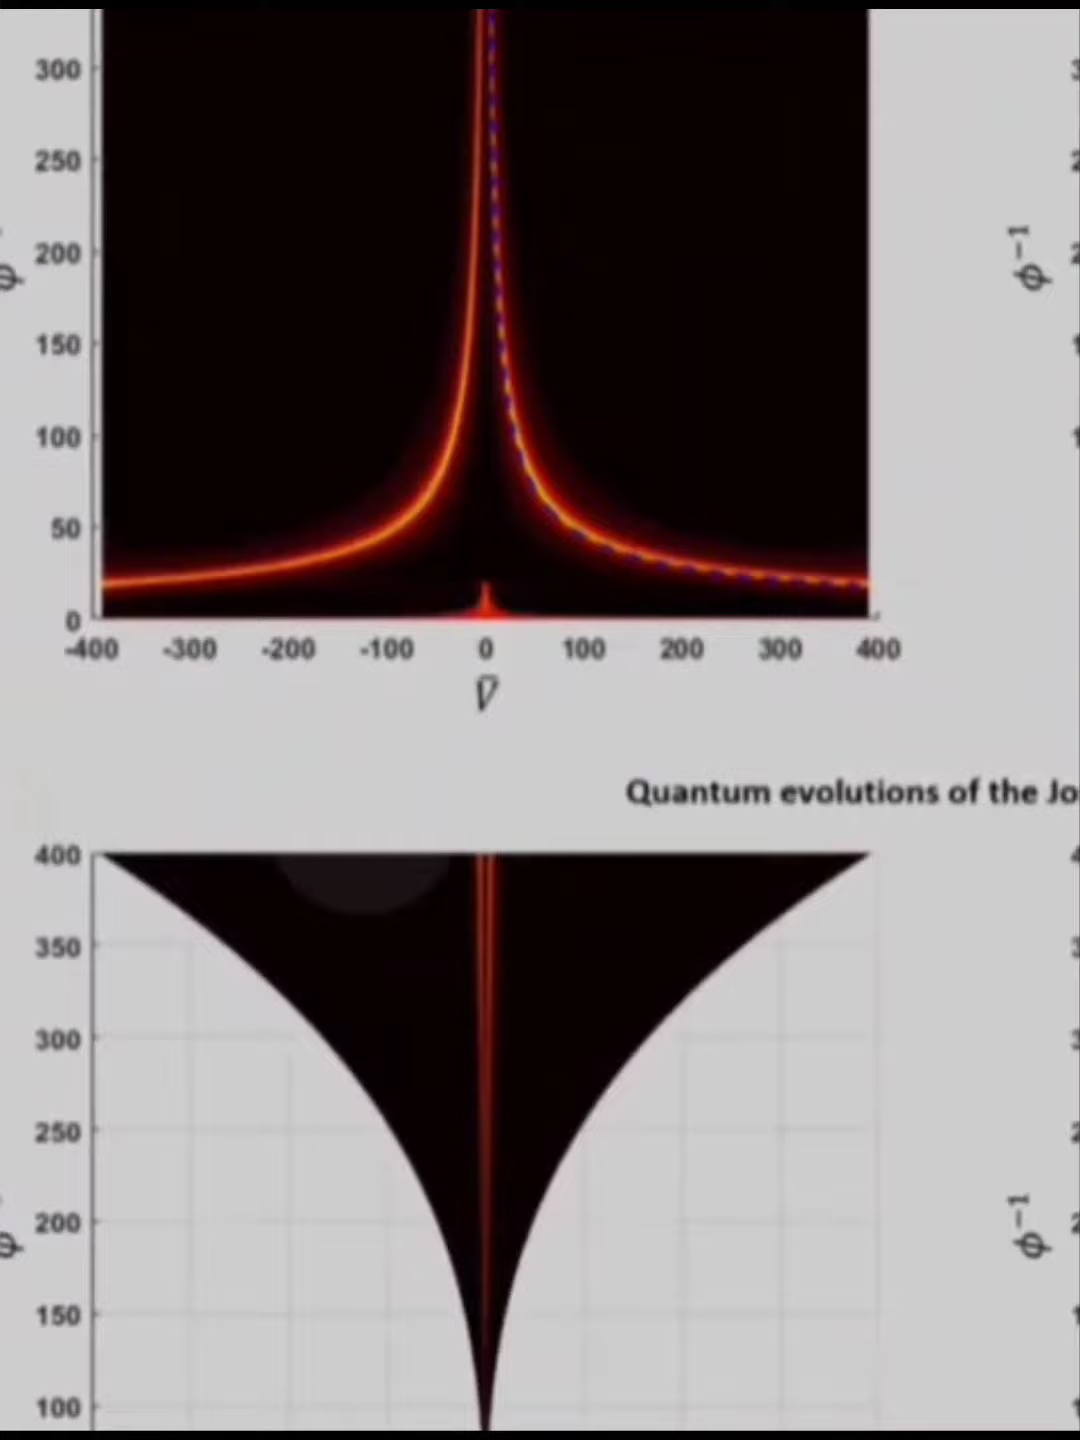 300
250
200
150
100
50
0
-400 -300 -200 -100 0 100 200 300 400
V̄
ϕ⁻¹
Quantum evolutions of the Jo
400
350
300
250
200
150
100
ϕ⁻¹